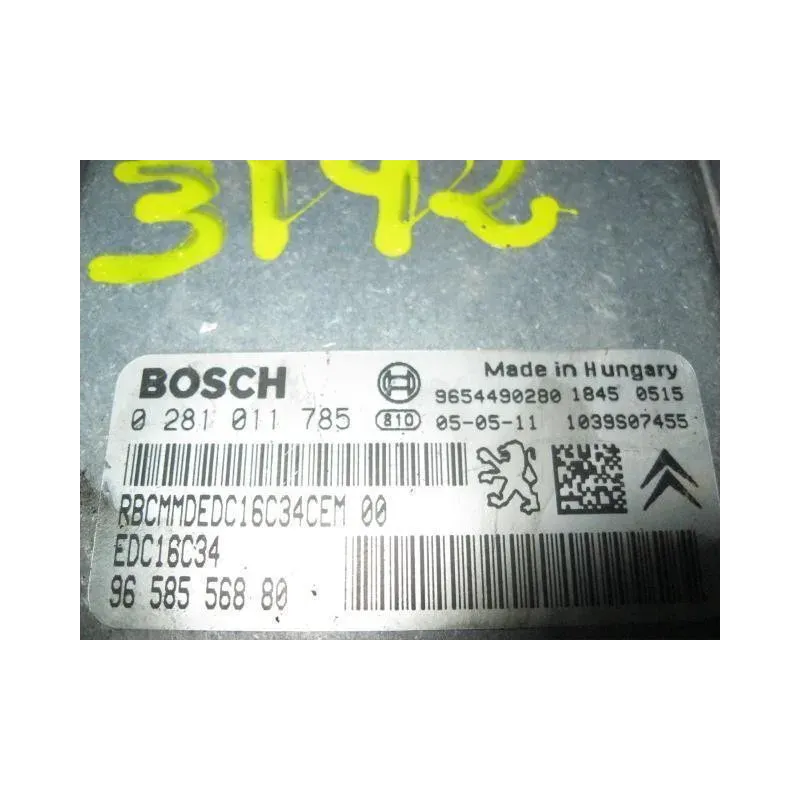 3142
BOSCH
Made in Hungary
9654490280 1845 0515
0 281 011 785
810
05-05-11 1039S07455
RBCMMDEDC16C34CEM 00
EDC16C34
96 585 568 80